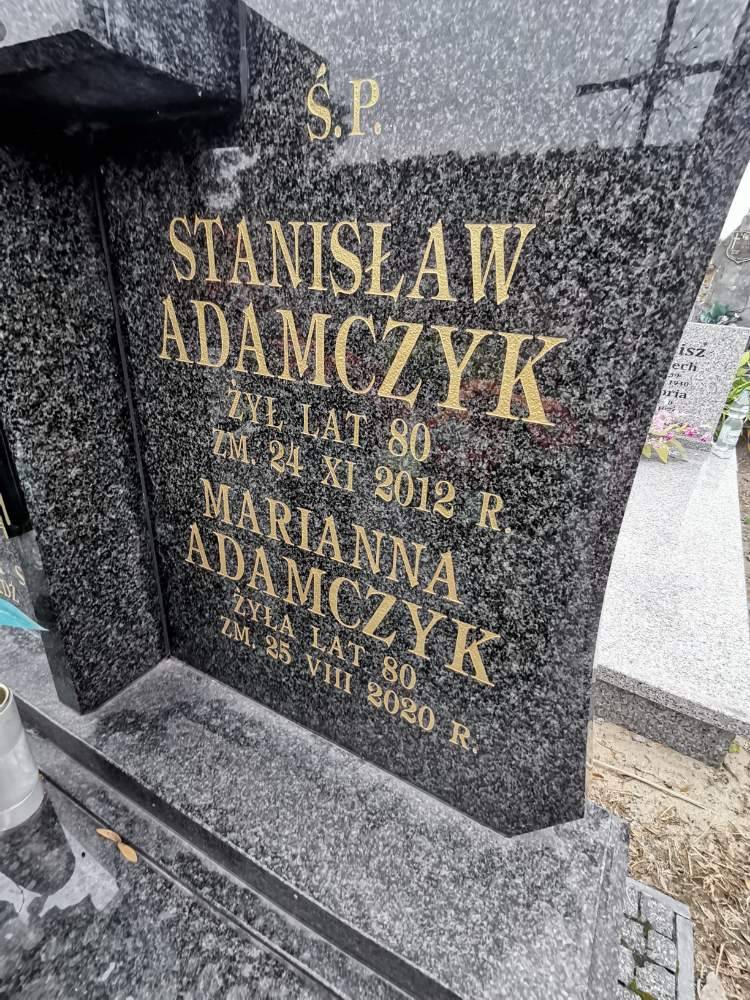 Ś.P.
STANISŁAW
ADAMCZYK
ŻYŁ LAT 80
ZM. 24 XI 2012 R.
MARIANNA
ADAMCZYK
ŻYŁA LAT 80
ZM. 25 VIII 2020 R.